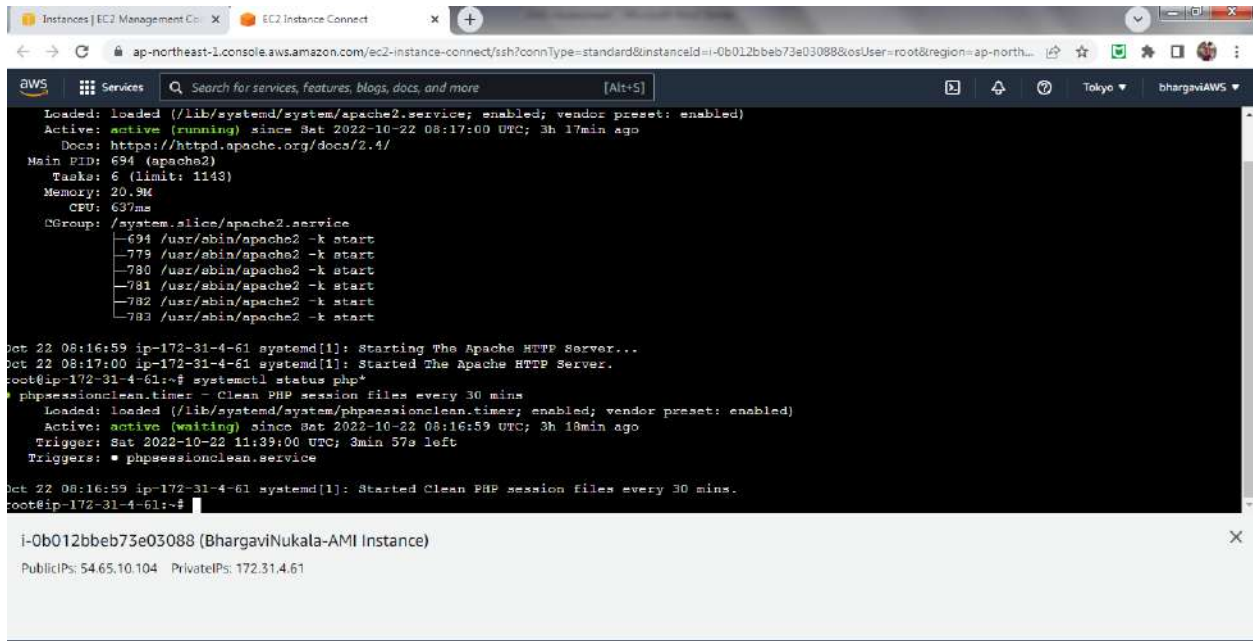 Instances | EC2 Management Co
EC2 Instance Connect
ap-northeast-1.console.aws.amazon.com/ec2-instance-connect/ssh?connType=standard&instanceId=i-0b012bbeb73e03088&osUser=root&region=ap-north...
aws Services Search for services, features, blogs, docs, and more [Alt+S] Tokyo bhargaviAWS
Loaded: loaded (/lib/systemd/system/apache2.service; enabled; vendor preset: enabled)
Active: active (running) since Sat 2022-10-22 08:17:00 UTC; 3h 17min ago
Docs: https://httpd.apache.org/docs/2.4/
Main PID: 694 (apache2)
Tasks: 6 (limit: 1143)
Memory: 20.9M
CPU: 637ms
CGroup: /system.slice/apache2.service
├─694 /usr/sbin/apache2 -k start
├─779 /usr/sbin/apache2 -k start
├─780 /usr/sbin/apache2 -k start
├─781 /usr/sbin/apache2 -k start
├─782 /usr/sbin/apache2 -k start
└─783 /usr/sbin/apache2 -k start
Oct 22 08:16:59 ip-172-31-4-61 systemd[1]: Starting The Apache HTTP Server...
Oct 22 08:17:00 ip-172-31-4-61 systemd[1]: Started The Apache HTTP Server.
root@ip-172-31-4-61:~# systemctl status php*
● phpsessionclean.timer - Clean PHP session files every 30 mins
Loaded: loaded (/lib/systemd/system/phpsessionclean.timer; enabled; vendor preset: enabled)
Active: active (waiting) since Sat 2022-10-22 08:16:59 UTC; 3h 18min ago
Trigger: Sat 2022-10-22 11:39:00 UTC; 3min 57s left
Triggers: ● phpsessionclean.service
Oct 22 08:16:59 ip-172-31-4-61 systemd[1]: Started Clean PHP session files every 30 mins.
root@ip-172-31-4-61:~#
i-0b012bbeb73e03088 (BhargaviNukala-AMI Instance)
PublicIPs: 54.65.10.104 PrivateIPs: 172.31.4.61